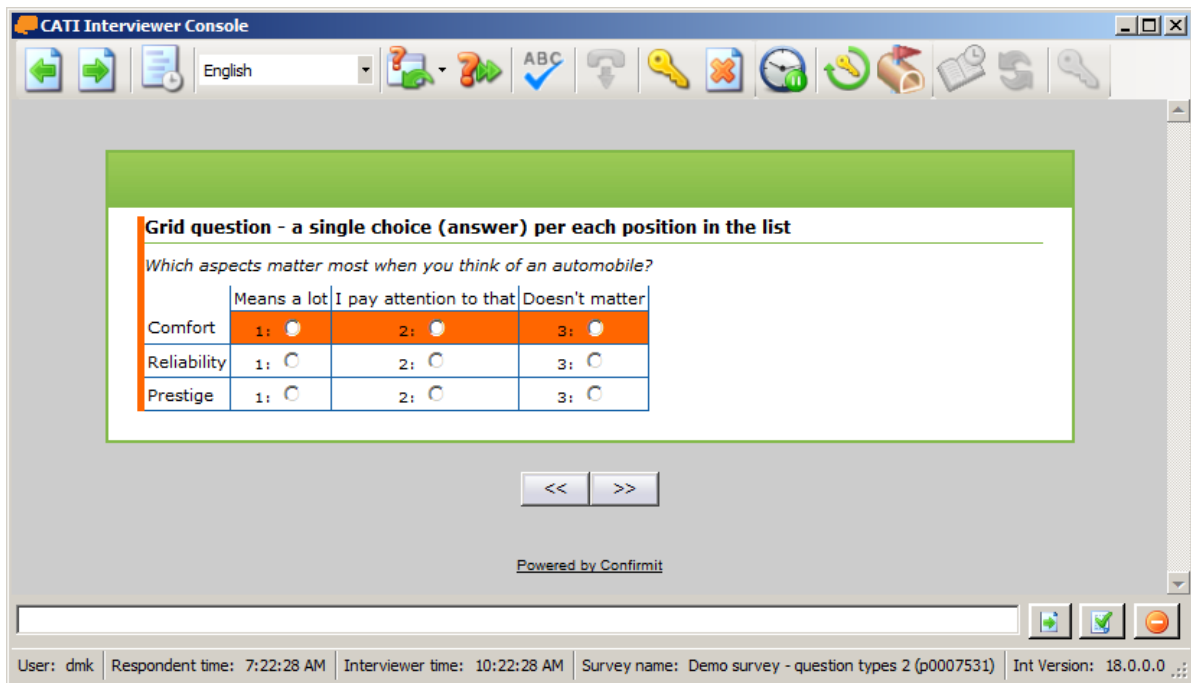 CATI Interviewer Console
English
ABC
Grid question - a single choice (answer) per each position in the list
Which aspects matter most when you think of an automobile?
Means a lot I pay attention to that Doesn't matter
Comfort 1: 2: 3:
Reliability 1: 2: 3:
Prestige 1: 2: 3:
<< >>
Powered by Confirmit
User: dmk Respondent time: 7:22:28 AM Interviewer time: 10:22:28 AM Survey name: Demo survey - question types 2 (p0007531) Int Version: 18.0.0.0